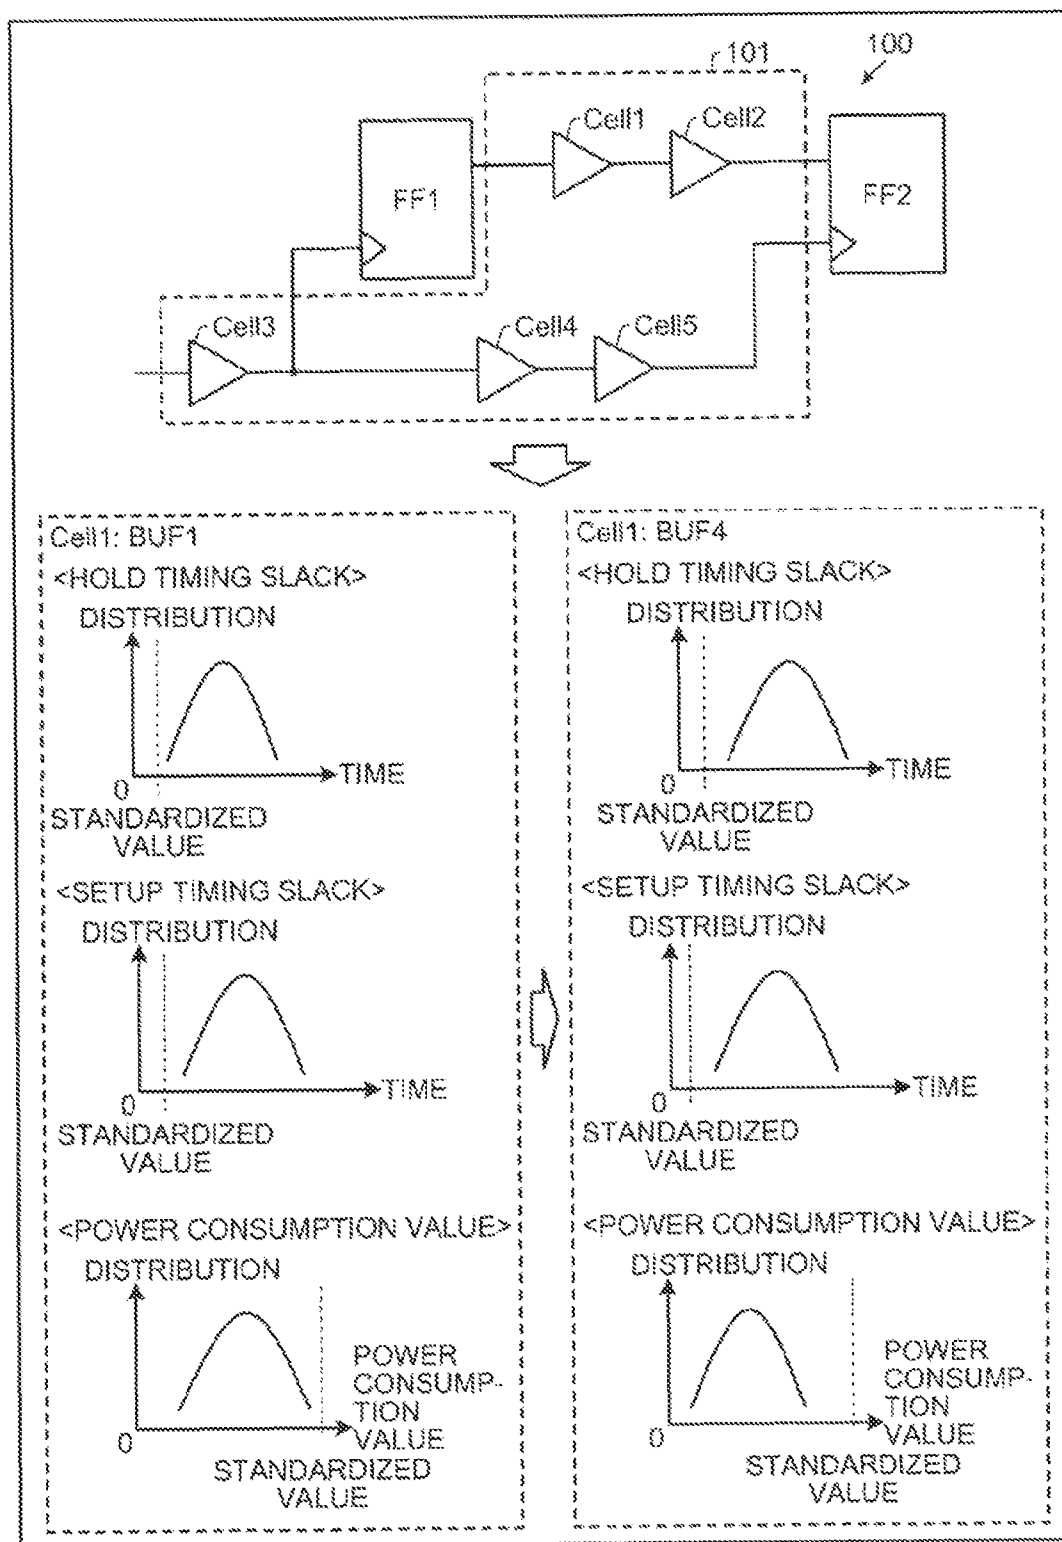 100
101
Cell1
Cell2
FF1
FF2
Cell3
Cell4
Cell5
Cell1: BUF1
<HOLD TIMING SLACK>
DISTRIBUTION
0
TIME
STANDARDIZED
VALUE
<SETUP TIMING SLACK>
DISTRIBUTION
0
TIME
STANDARDIZED
VALUE
<POWER CONSUMPTION VALUE>
DISTRIBUTION
POWER
CONSUMP-
TION
VALUE
0
STANDARDIZED
VALUE
Cell1: BUF4
<HOLD TIMING SLACK>
DISTRIBUTION
0
TIME
STANDARDIZED
VALUE
<SETUP TIMING SLACK>
DISTRIBUTION
0
TIME
STANDARDIZED
VALUE
<POWER CONSUMPTION VALUE>
DISTRIBUTION
POWER
CONSUMP-
TION
VALUE
0
STANDARDIZED
VALUE